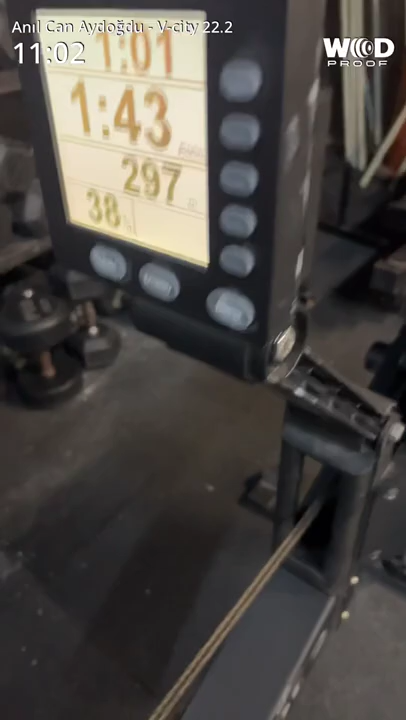 Anıl Can Aydoğdu - V-city 22.2
11:02
WOD
PROOF
1:01
1:43
297
38